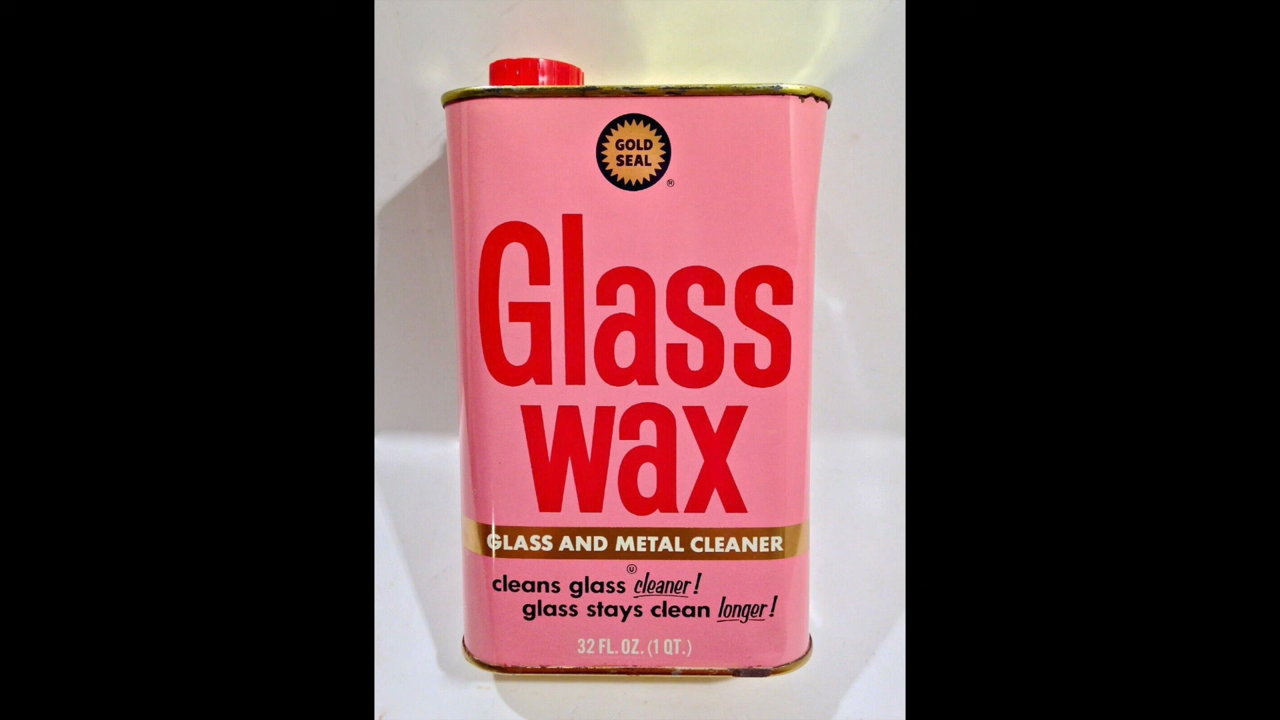 GOLD
SEAL
®
Glass
wax
GLASS AND METAL CLEANER
Ⓤ
cleans glass cleaner!
glass stays clean longer!
32 FL. OZ. (1 QT.)